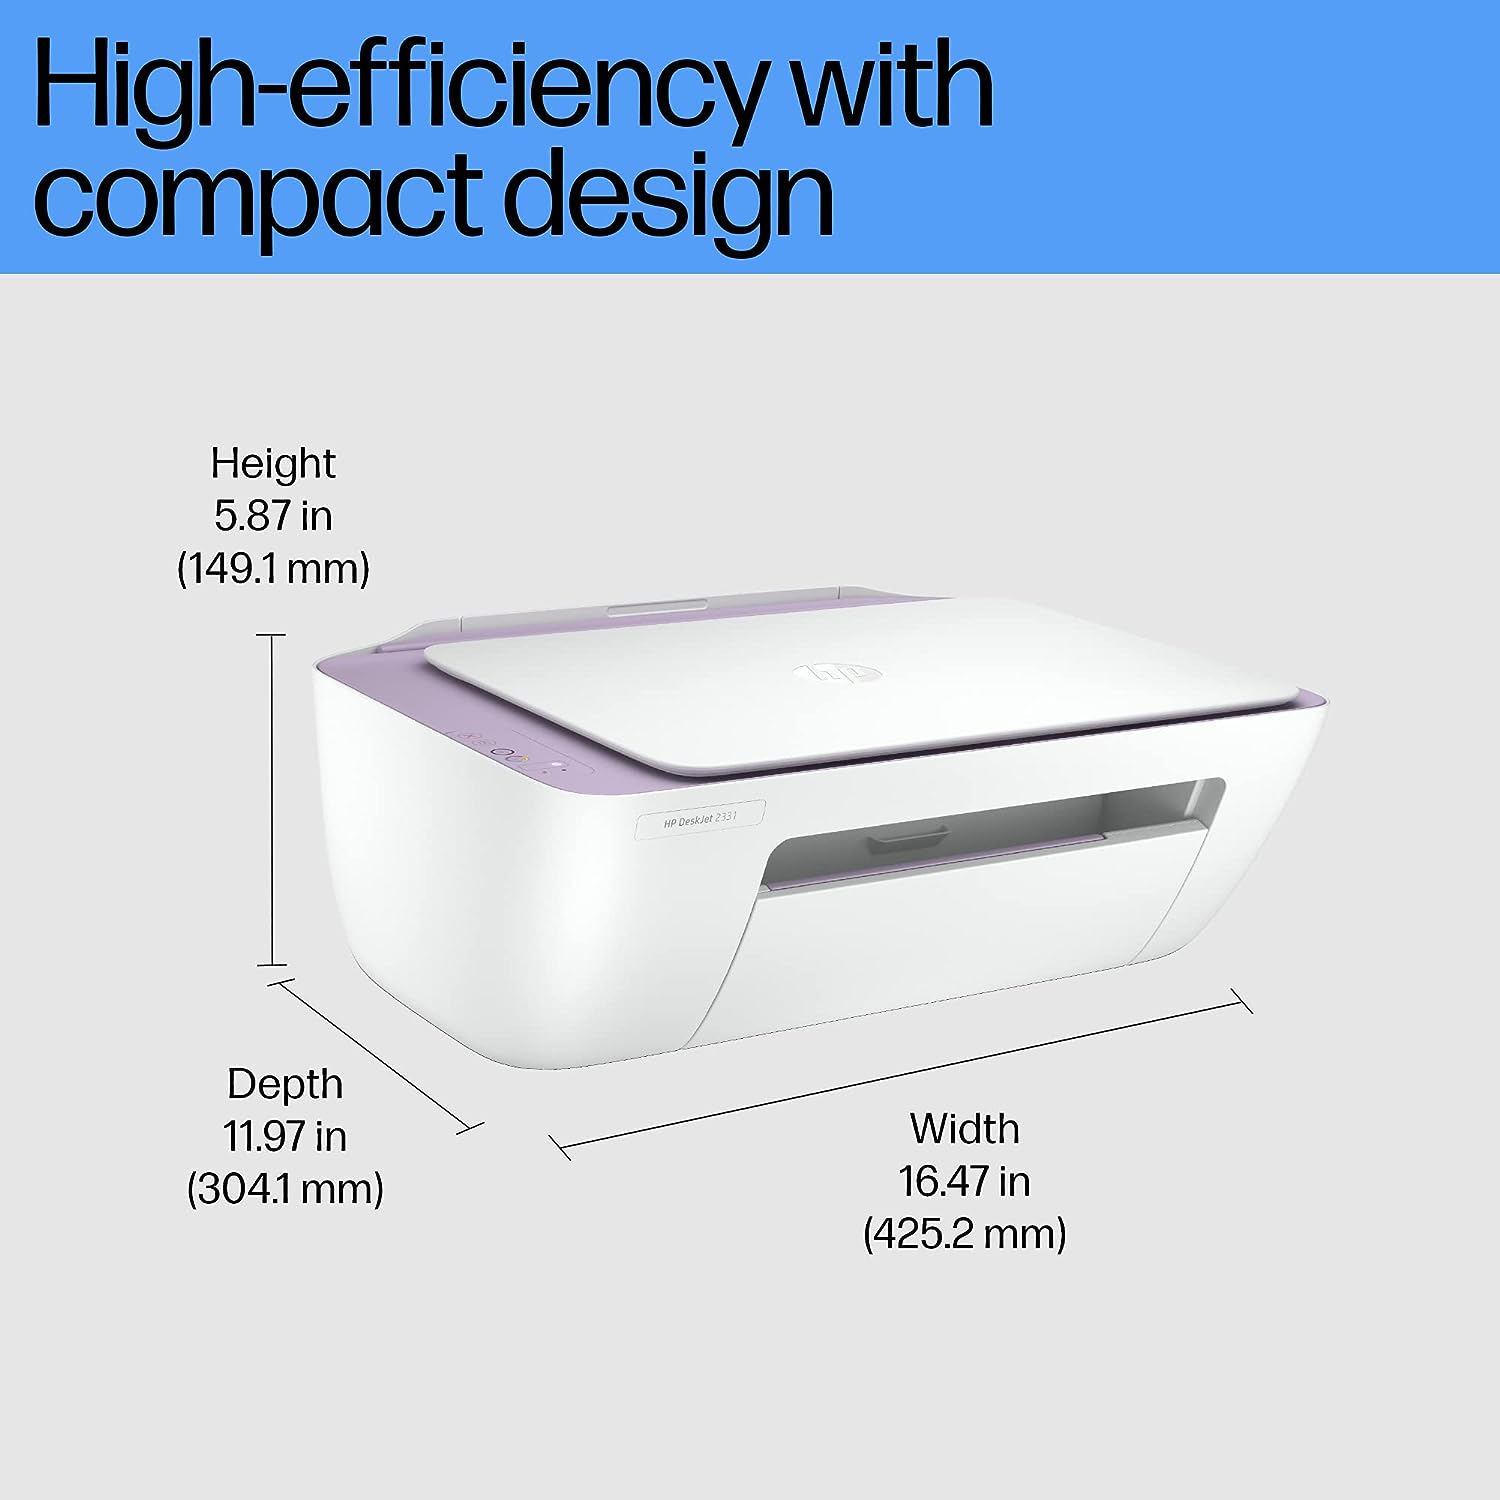 High-efficiency with
compact design
Height
5.87 in
(149.1 mm)
hp
HP DeskJet 2331
Depth
11.97 in
(304.1 mm)
Width
16.47 in
(425.2 mm)